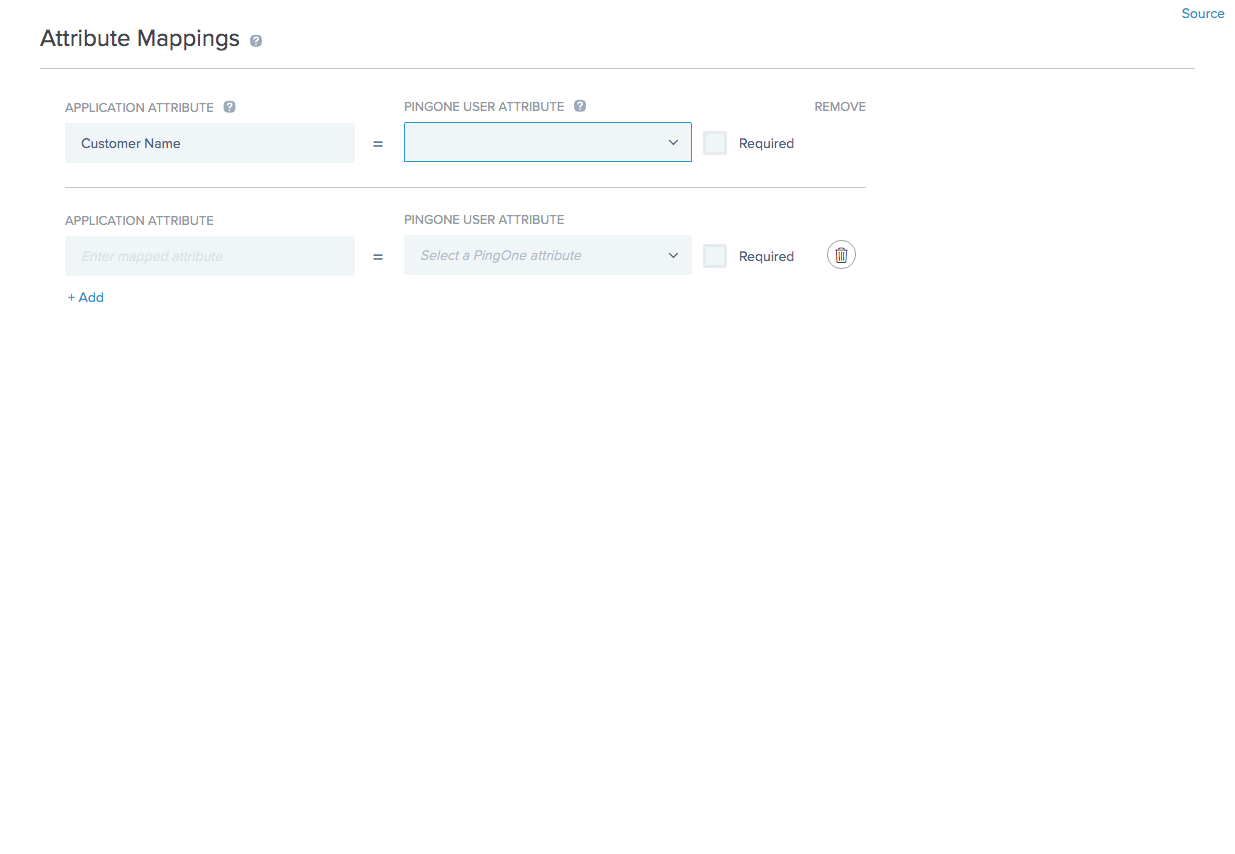 Source
Attribute Mappings ?
APPLICATION ATTRIBUTE ? PINGONE USER ATTRIBUTE ? REMOVE
Customer Name = Required
APPLICATION ATTRIBUTE PINGONE USER ATTRIBUTE
Enter mapped attribute = Select a PingOne attribute Required
+ Add